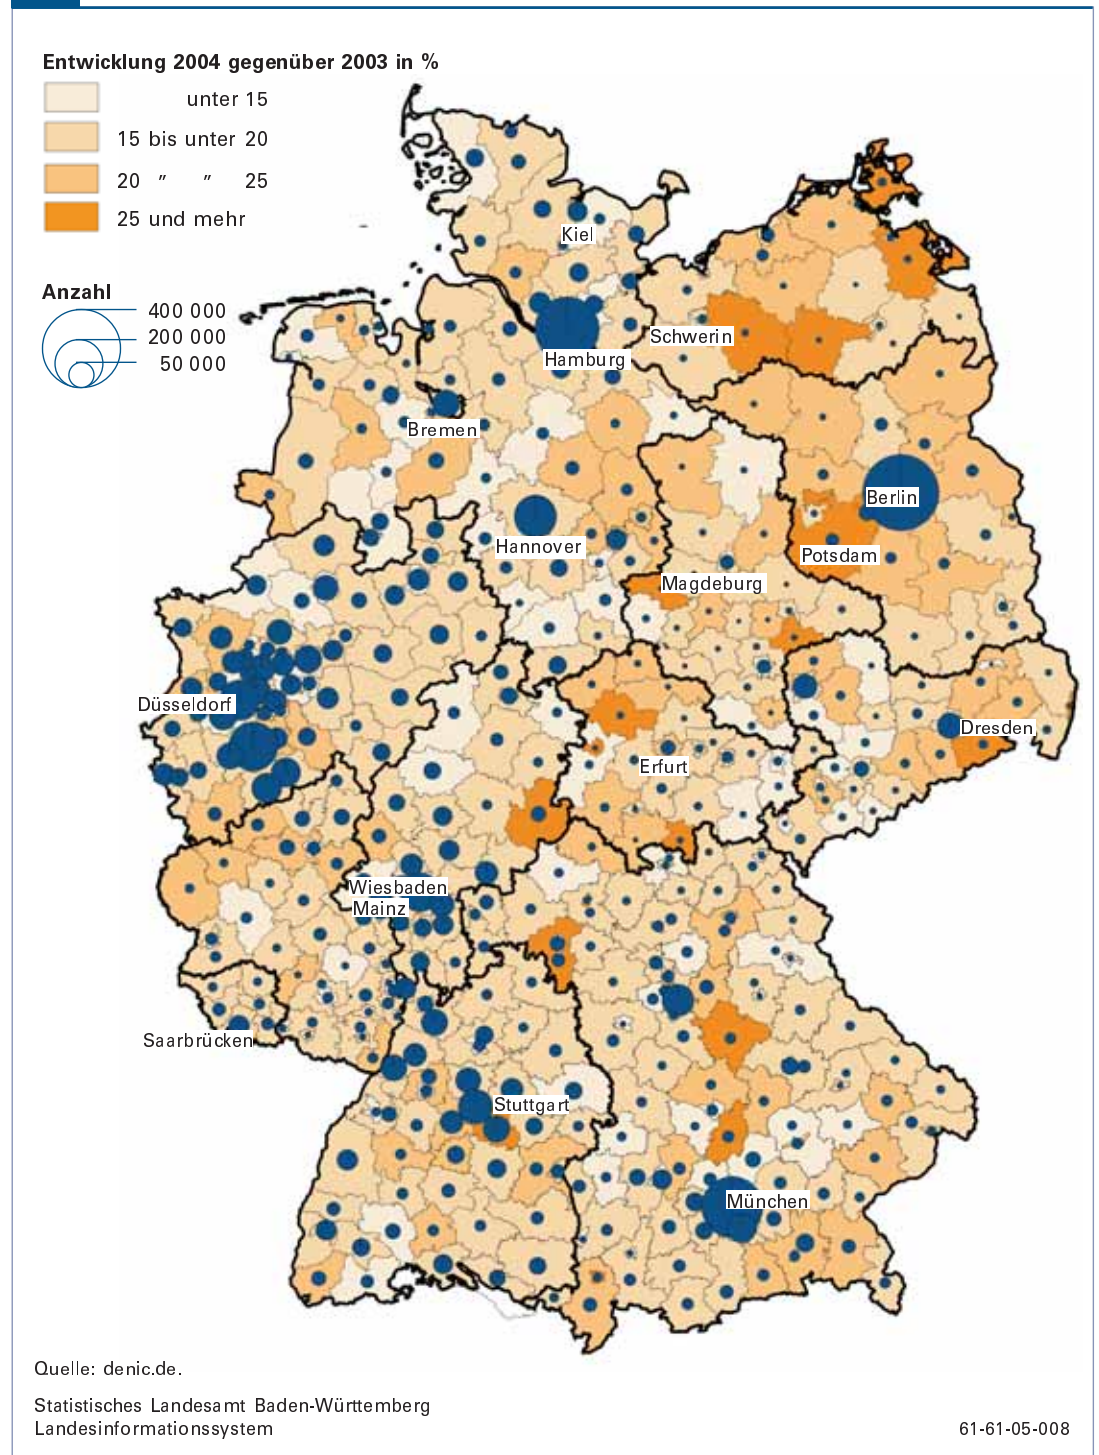 Entwicklung 2004 gegenüber 2003 in %
unter 15
15 bis unter 20
20 " " 25
25 und mehr
Anzahl
400 000
200 000
50 000
Kiel
Schwerin
Hamburg
Bremen
Berlin
Hannover
Potsdam
Magdeburg
Düsseldorf
Dresden
Erfurt
Wiesbaden
Mainz
Saarbrücken
Stuttgart
München
Quelle: denic.de.
Statistisches Landesamt Baden-Württemberg
Landesinformationssystem
61-61-05-008